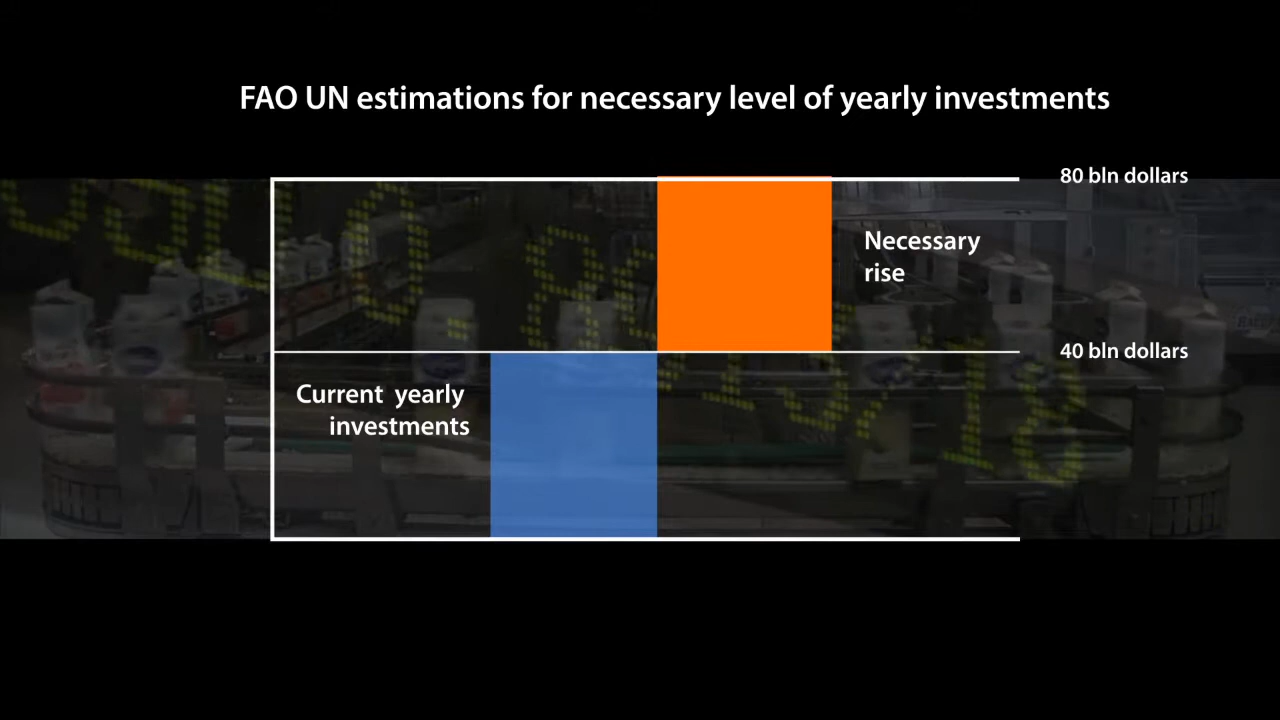 FAO UN estimations for necessary level of yearly investments
80 bln dollars
Necessary
rise
40 bln dollars
Current yearly
investments